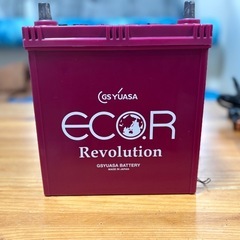 GS YUASA
ECO.R
Revolution
GSYUASA BATTERY
MADE IN JAPAN